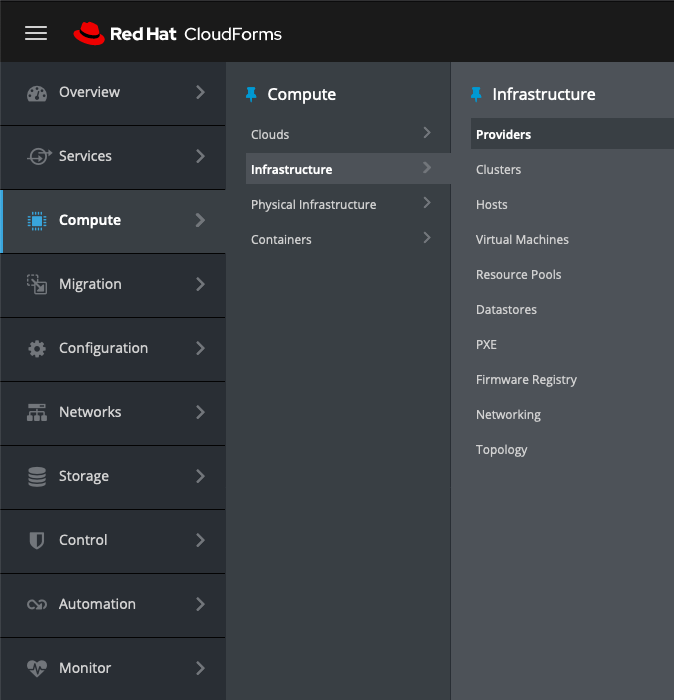 Red Hat CloudForms
Overview
Services
Compute
Migration
Configuration
Networks
Storage
Control
Automation
Monitor
Compute
Clouds
Infrastructure
Physical Infrastructure
Containers
Infrastructure
Providers
Clusters
Hosts
Virtual Machines
Resource Pools
Datastores
PXE
Firmware Registry
Networking
Topology